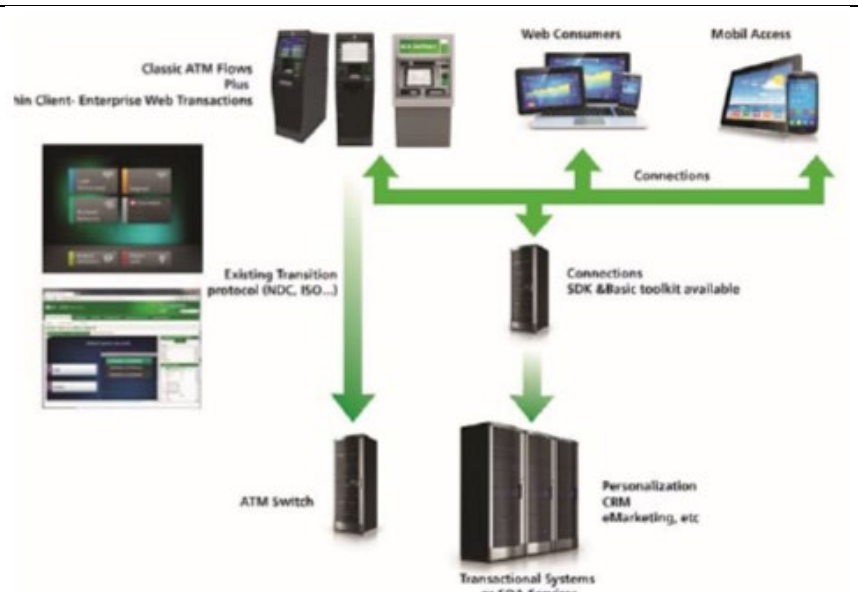 Web Consumers
Mobil Access
Classic ATM Flows
Plus
hin Client- Enterprise Web Transactions
Connections
Existing Transition
protocol (NDC, ISO...)
Connections
SDK &Basic toolkit available
ATM Switch
Personalization
CRM
eMarketing, etc
Transactional Systems